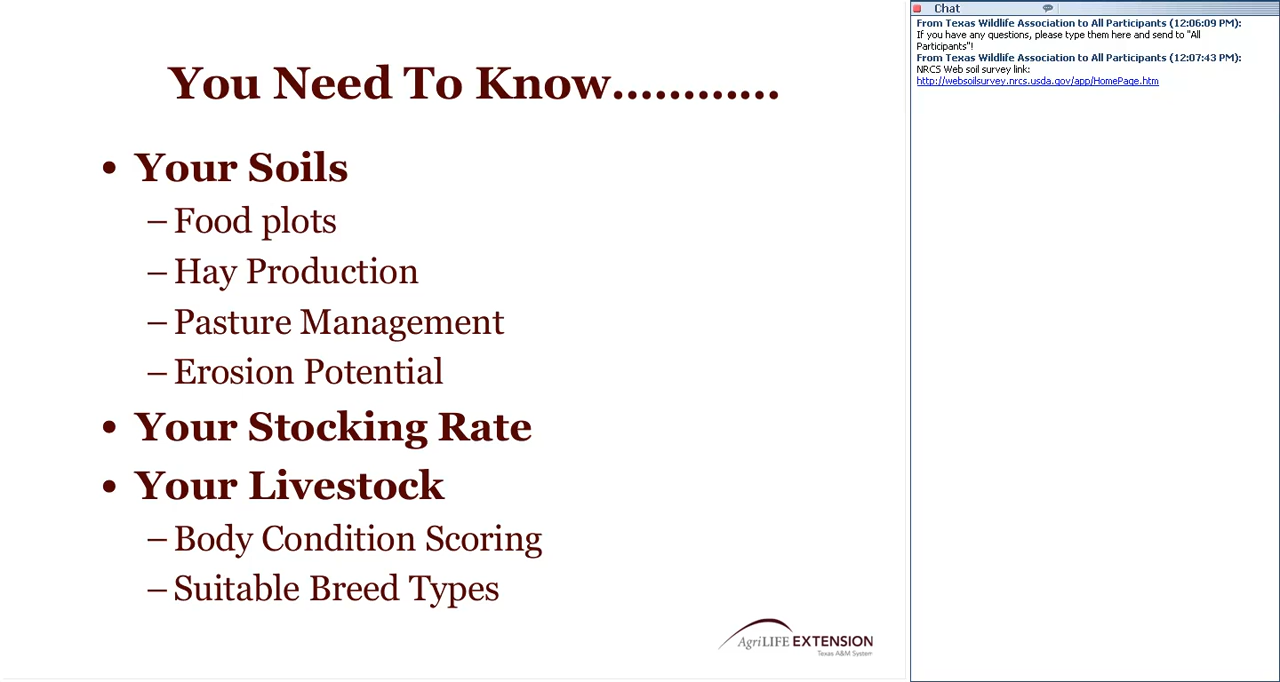 You Need To Know............
• Your Soils
– Food plots
– Hay Production
– Pasture Management
– Erosion Potential
• Your Stocking Rate
• Your Livestock
– Body Condition Scoring
– Suitable Breed Types
AgriLIFE EXTENSION
Texas A&M System
Chat
From Texas Wildlife Association to All Participants (12:06:09 PM):
If you have any questions, please type them here and send to "All
Participants"!
From Texas Wildlife Association to All Participants (12:07:43 PM):
NRCS Web soil survey link:
http://websoilsurvey.nrcs.usda.gov/app/HomePage.htm